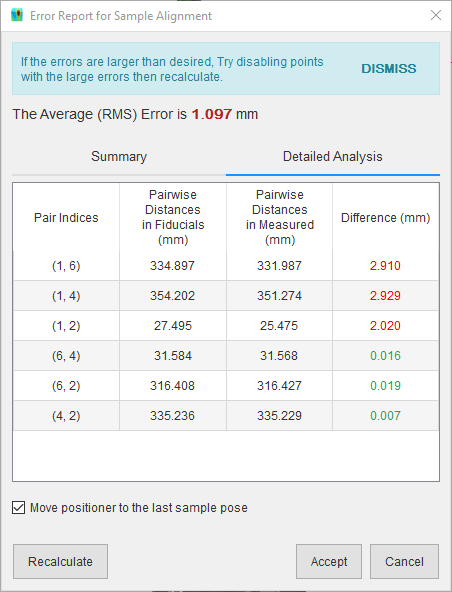 Error Report for Sample Alignment
If the errors are larger than desired, Try disabling points
with the large errors then recalculate.
DISMISS
The Average (RMS) Error is 1.097 mm
Summary
Detailed Analysis
Pair Indices
Pairwise
Distances
in Fiducials
(mm)
Pairwise
Distances
in Measured
(mm)
Difference (mm)
(1, 6) 334.897 331.987 2.910
(1, 4) 354.202 351.274 2.929
(1, 2) 27.495 25.475 2.020
(6, 4) 31.584 31.568 0.016
(6, 2) 316.408 316.427 0.019
(4, 2) 335.236 335.229 0.007
Move positioner to the last sample pose
Recalculate
Accept
Cancel